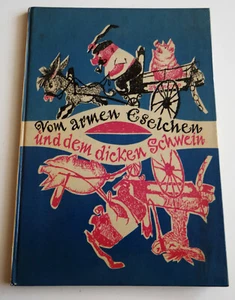 Vom armen Eselchen
und dem dicken Schwein